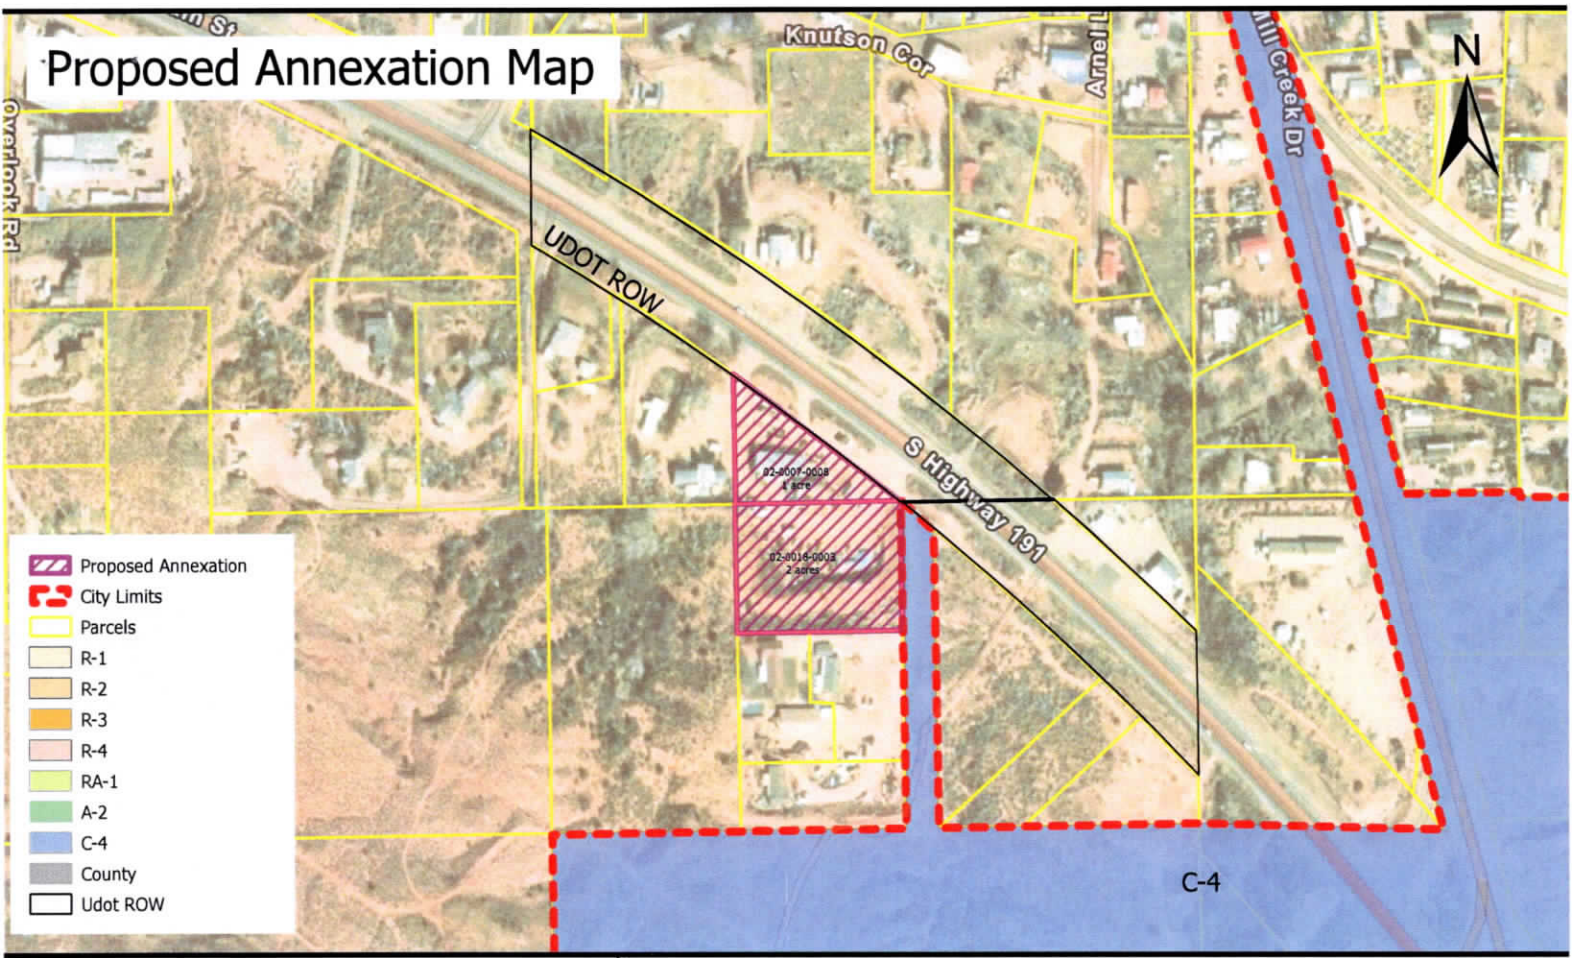 Proposed Annexation Map
Knutson Cor
Arnel L
Mill Creek Dr
N
Overlook Rd
UDOT ROW
02-0007-0008
1 acre
S Highway 191
02-0018-0003
2 acres
Proposed Annexation
City Limits
Parcels
R-1
R-2
R-3
R-4
RA-1
A-2
C-4
County
Udot ROW
C-4